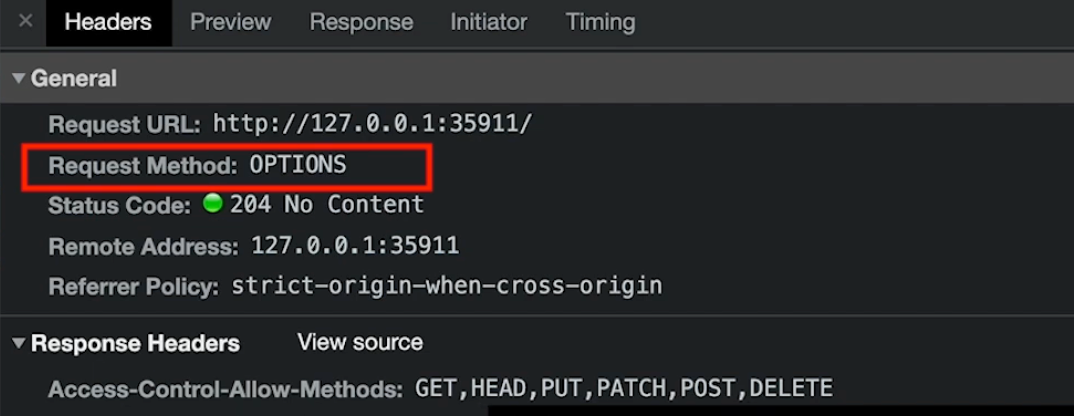 × Headers Preview Response Initiator Timing
▼ General
Request URL: http://127.0.0.1:35911/
Request Method: OPTIONS
Status Code: 204 No Content
Remote Address: 127.0.0.1:35911
Referrer Policy: strict-origin-when-cross-origin
▼ Response Headers View source
Access-Control-Allow-Methods: GET,HEAD,PUT,PATCH,POST,DELETE